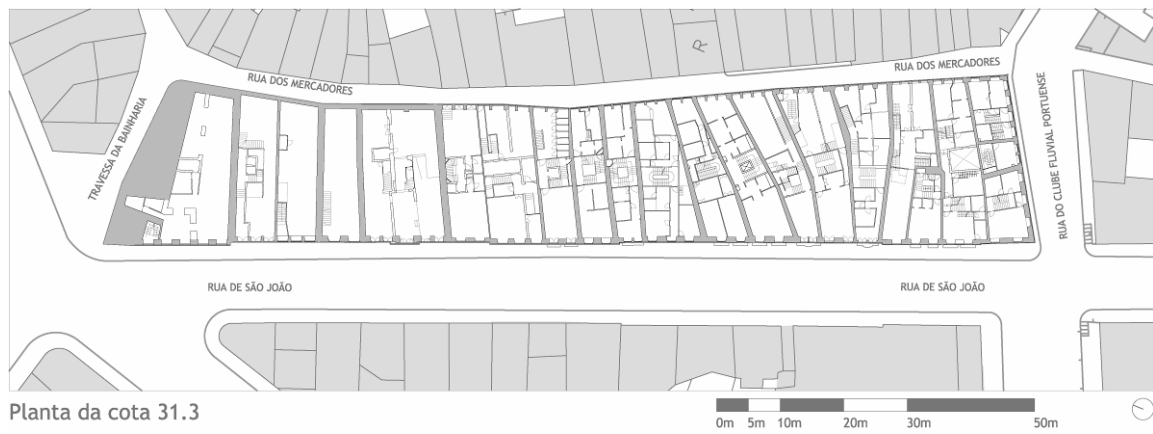 RUA DOS MERCADORES
RUA DOS MERCADORES
R
TRAVESSA DA BAINHARIA
RUA DO CLUBE FLUVIAL PORTUENSE
RUA DE SÃO JOÃO
RUA DE SÃO JOÃO
Planta da cota 31.3
0m 5m 10m 20m 30m 50m